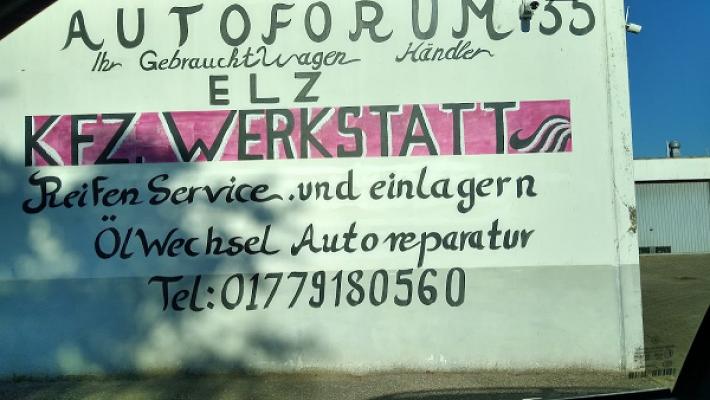 AUTOFORUM 35
Ihr GebrauchtWagen Händler
ELZ
KFZ. WERKSTATT
Reifen Service.und einlagern
ÖlWechsel Autoreparatur
Tel:01779180560